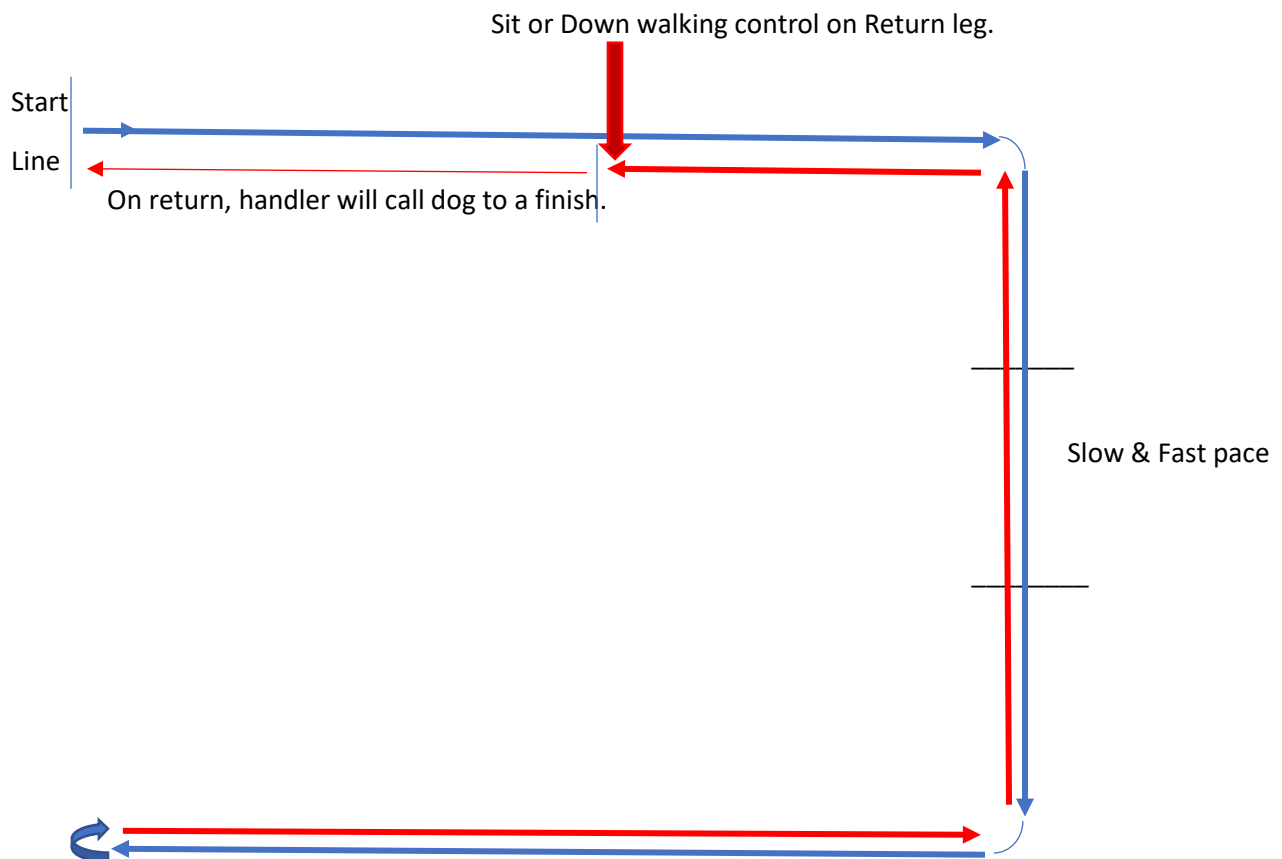 Sit or Down walking control on Return leg.
Start
Line
On return, handler will call dog to a finish.
Slow & Fast pace